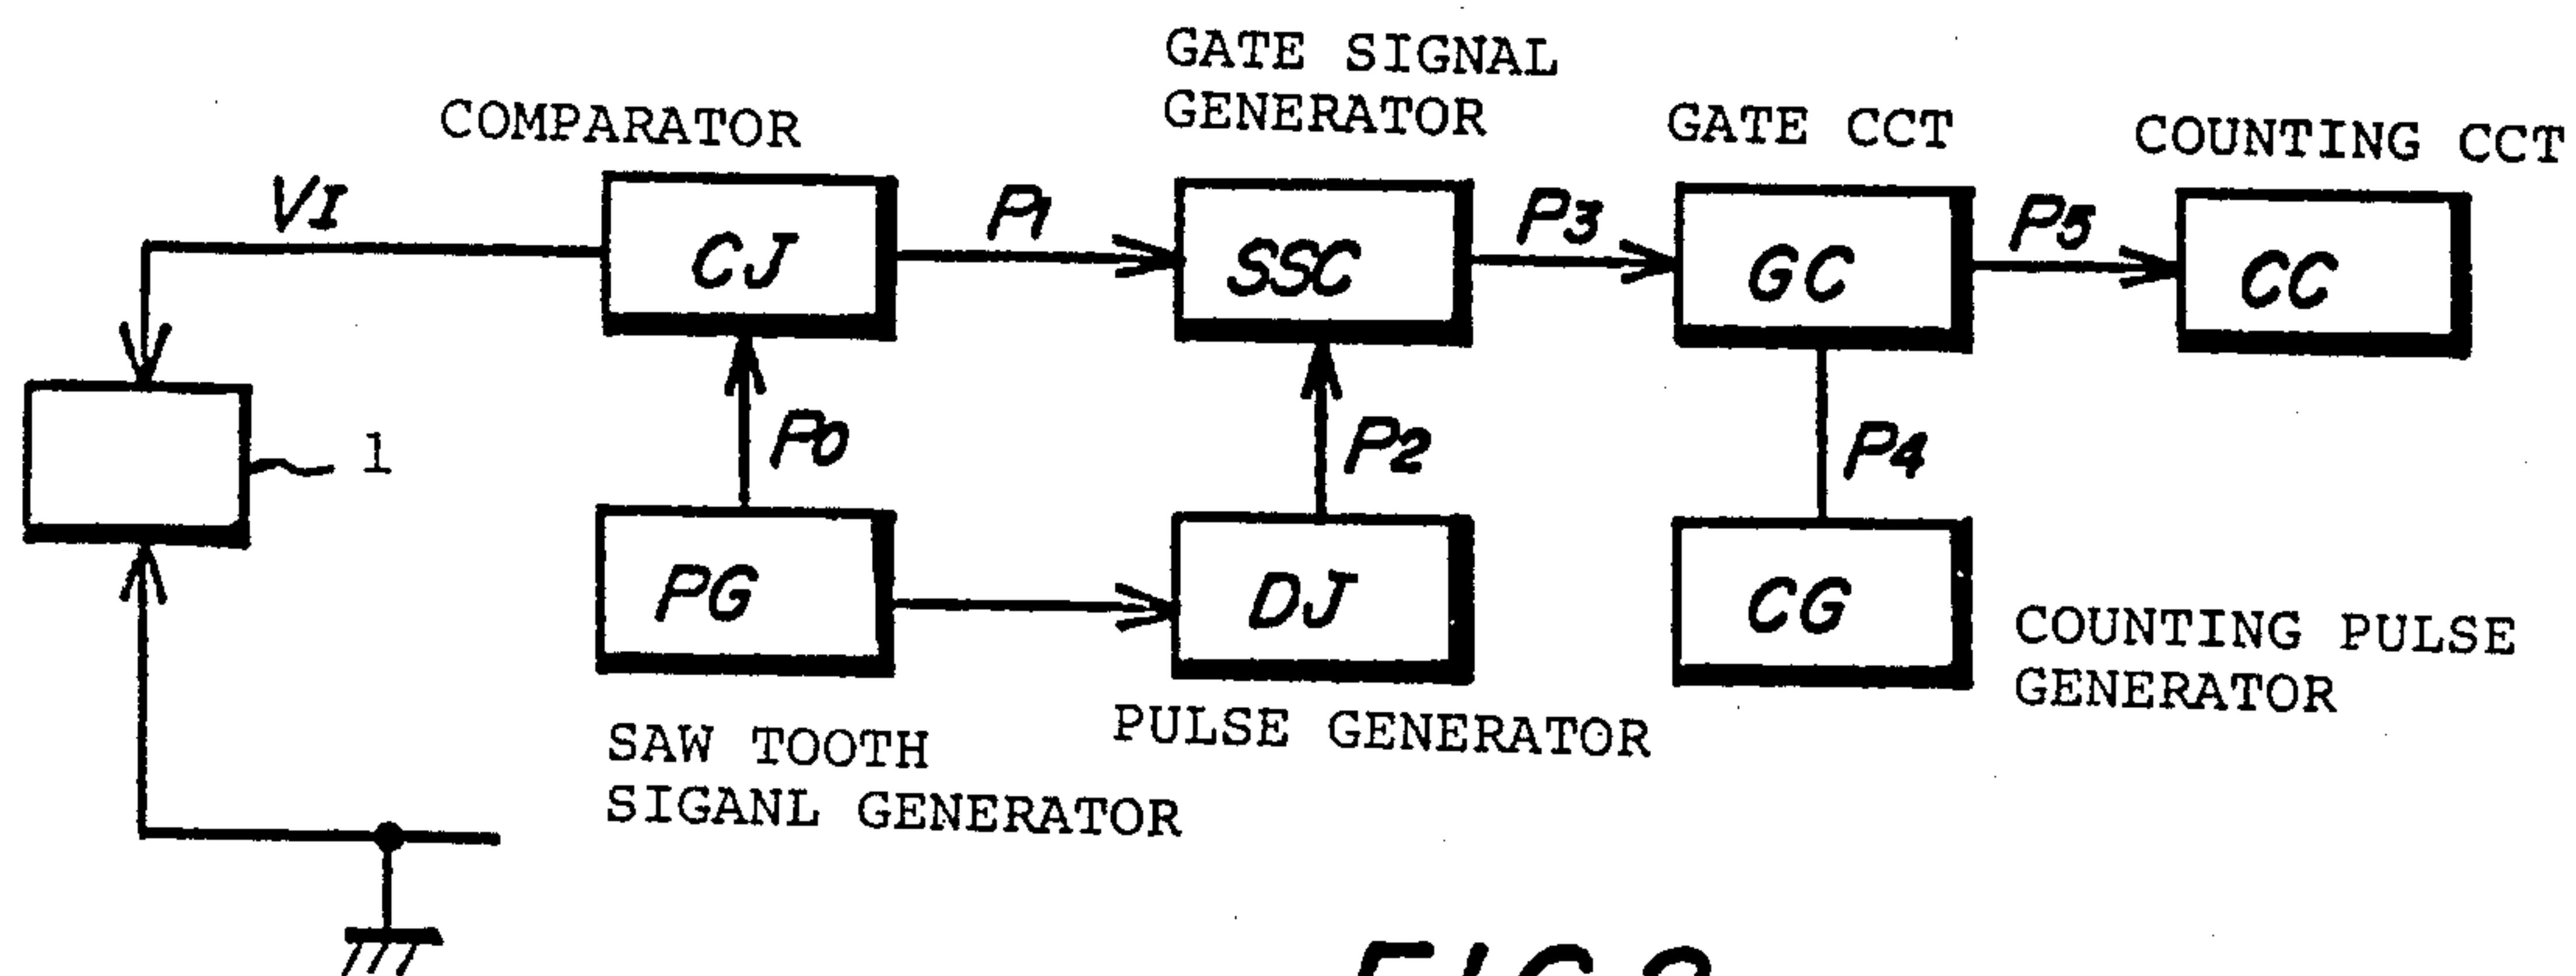 GATE SIGNAL
GENERATOR
COMPARATOR
GATE CCT
COUNTING CCT
VI
CJ
P1
SSC
P3
GC
P5
CC
1
P0
P2
P4
PG
DJ
CG
COUNTING PULSE
GENERATOR
SAW TOOTH
SIGANL GENERATOR
PULSE GENERATOR